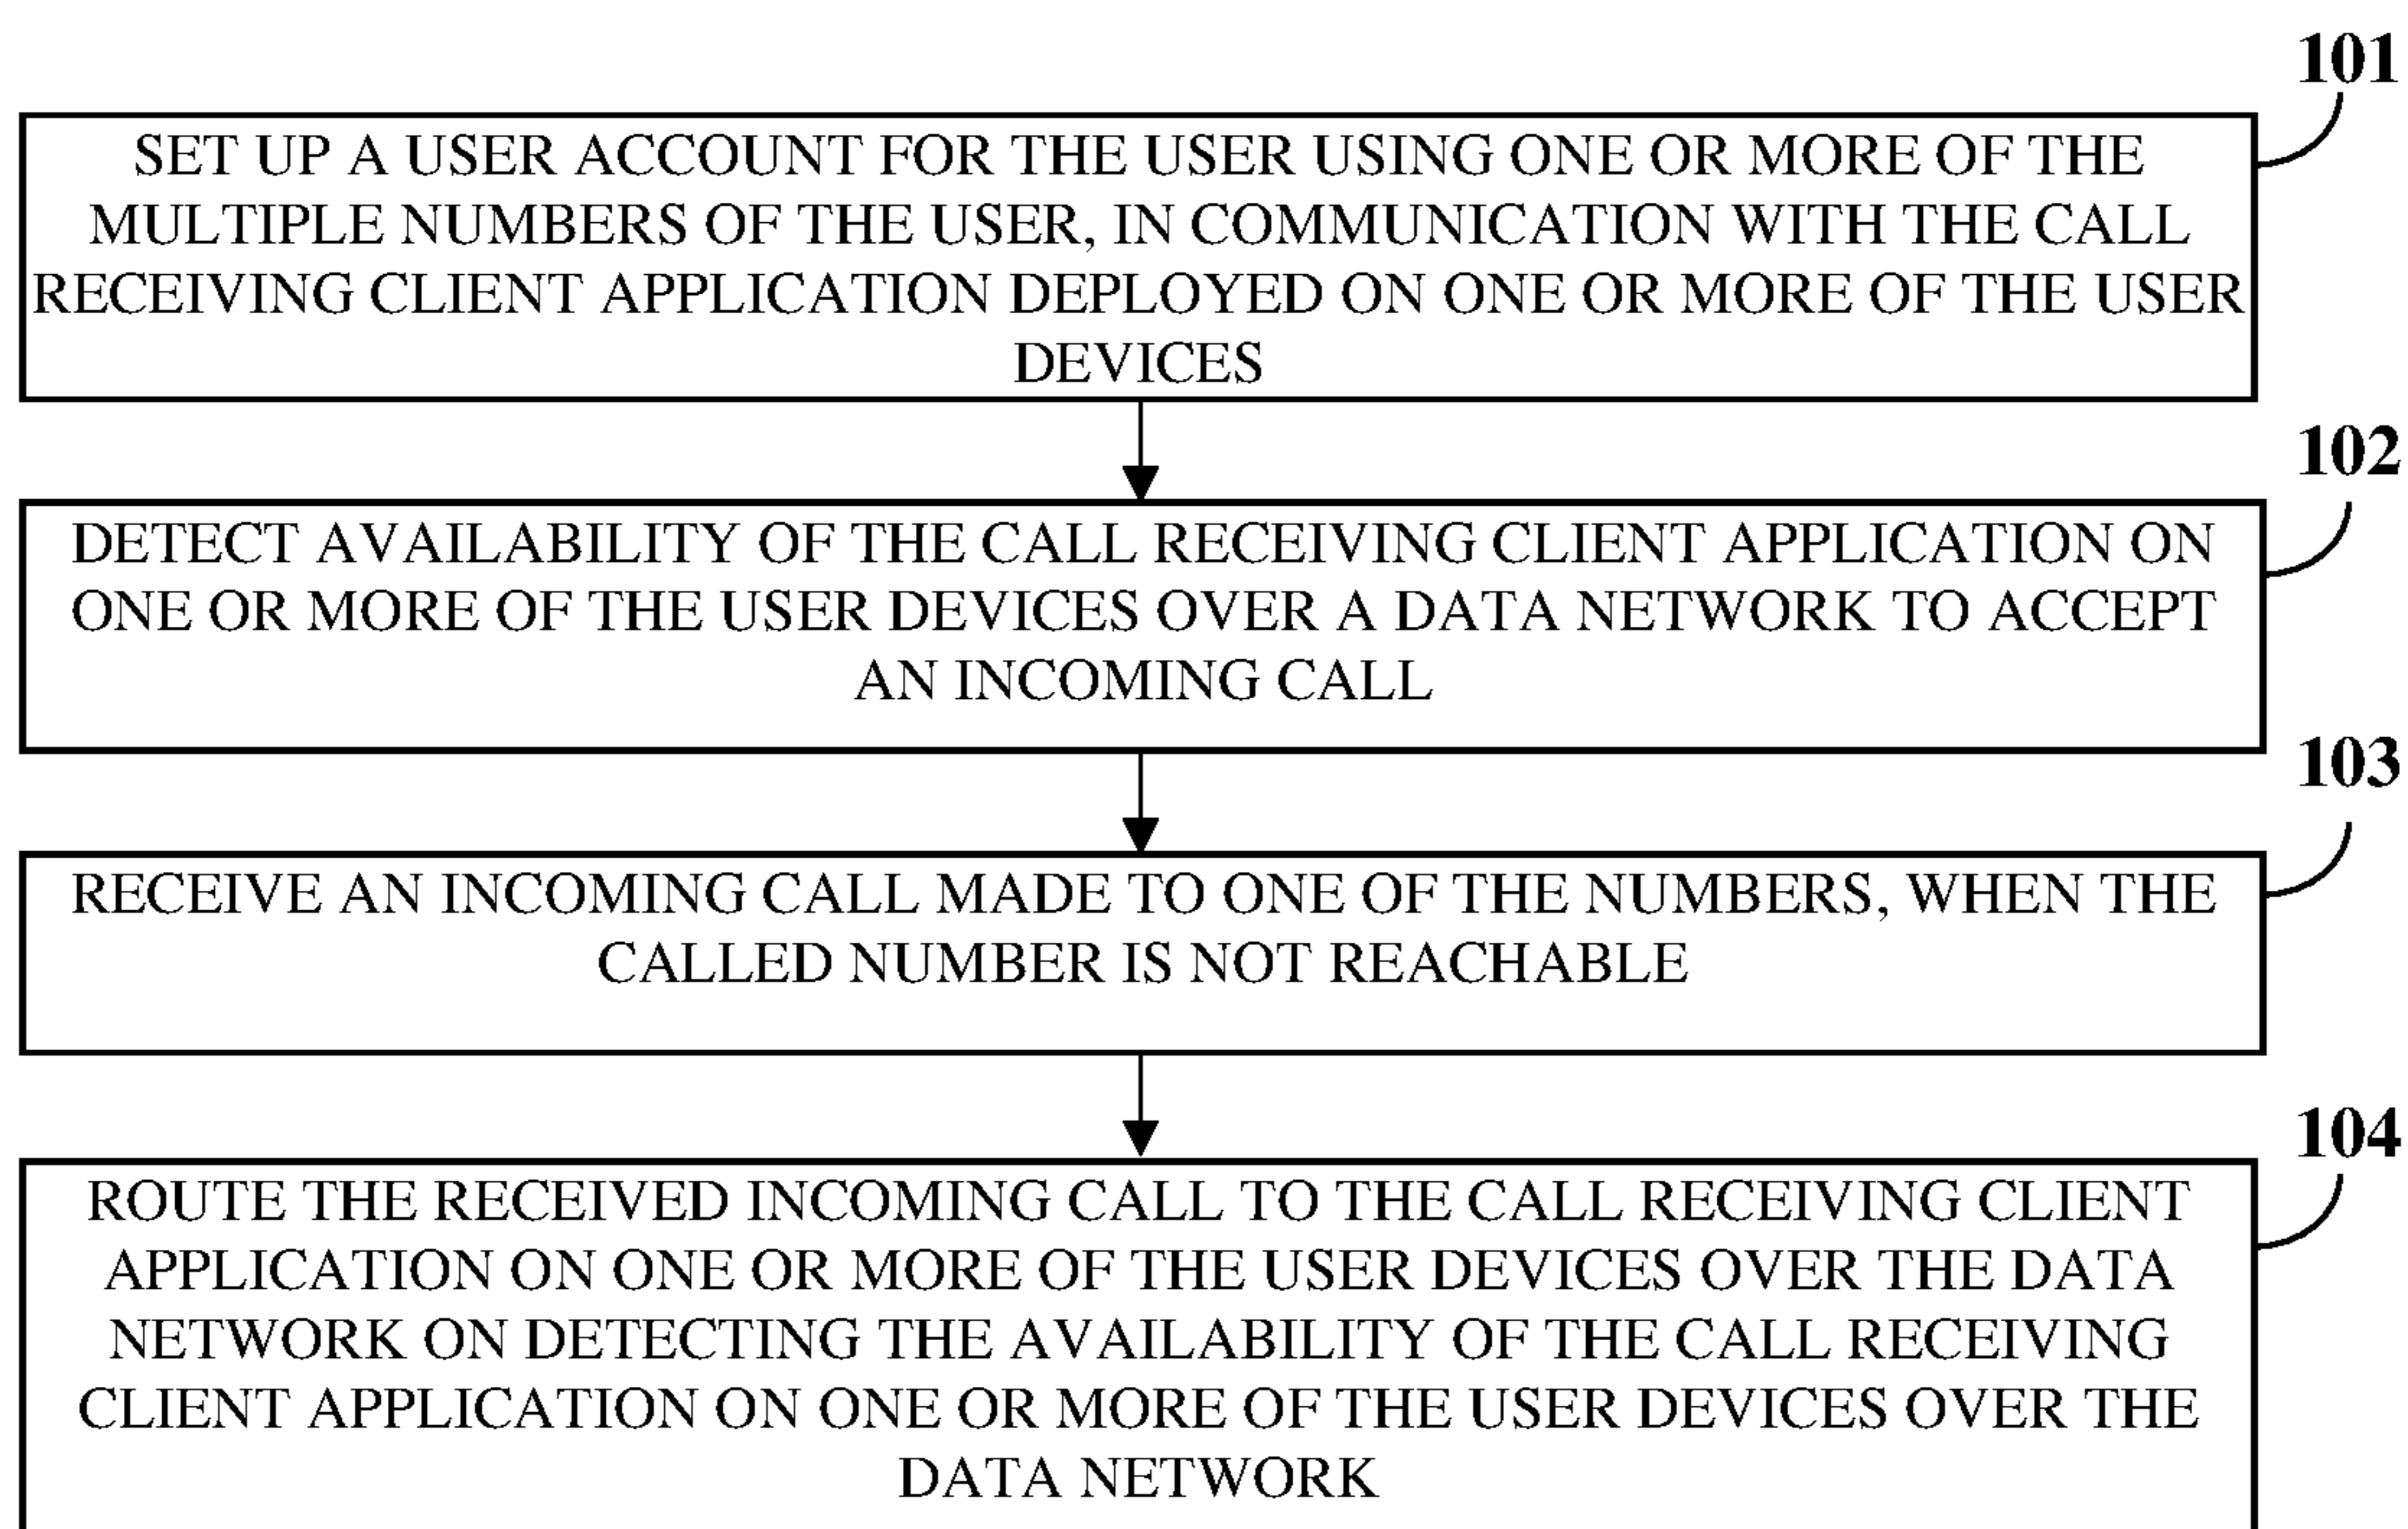 101
SET UP A USER ACCOUNT FOR THE USER USING ONE OR MORE OF THE
MULTIPLE NUMBERS OF THE USER, IN COMMUNICATION WITH THE CALL
RECEIVING CLIENT APPLICATION DEPLOYED ON ONE OR MORE OF THE USER
DEVICES
102
DETECT AVAILABILITY OF THE CALL RECEIVING CLIENT APPLICATION ON
ONE OR MORE OF THE USER DEVICES OVER A DATA NETWORK TO ACCEPT
AN INCOMING CALL
103
RECEIVE AN INCOMING CALL MADE TO ONE OF THE NUMBERS, WHEN THE
CALLED NUMBER IS NOT REACHABLE
104
ROUTE THE RECEIVED INCOMING CALL TO THE CALL RECEIVING CLIENT
APPLICATION ON ONE OR MORE OF THE USER DEVICES OVER THE DATA
NETWORK ON DETECTING THE AVAILABILITY OF THE CALL RECEIVING
CLIENT APPLICATION ON ONE OR MORE OF THE USER DEVICES OVER THE
DATA NETWORK